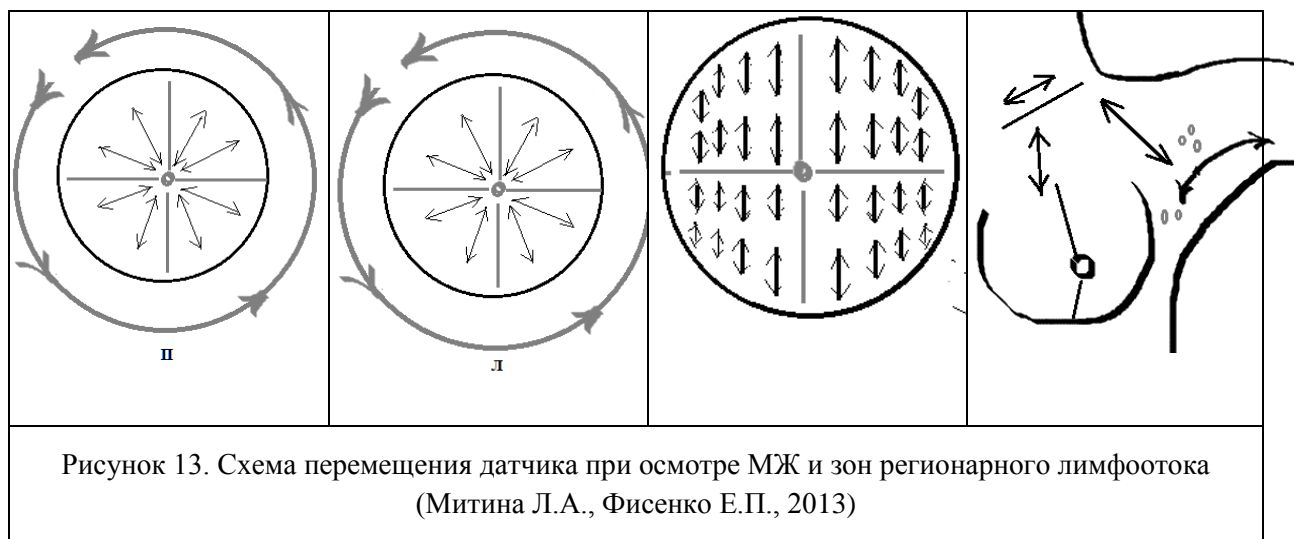 П
Л
Рисунок 13. Схема перемещения датчика при осмотре МЖ и зон регионарного лимфоотока
(Митина Л.А., Фисенко Е.П., 2013)